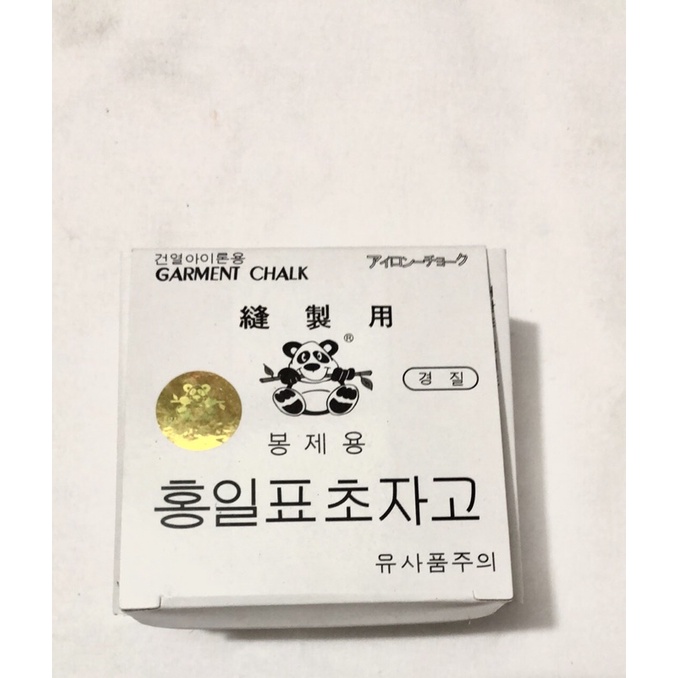 건열아이론용
GARMENT CHALK
アイロンーチョーク
縫製用
®
경질
봉제용
홍일표초자고
유사품주의